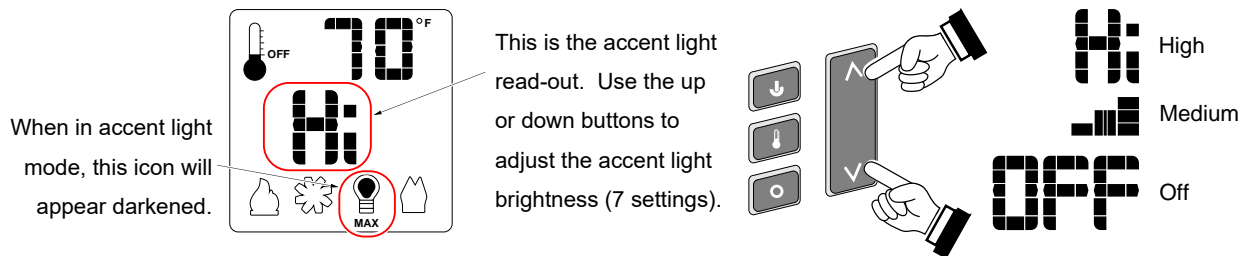 When in accent light
mode, this icon will
appear darkened.
70 °F
OFF
Hi
MAX
This is the accent light
read-out.  Use the up
or down buttons to
adjust the accent light
brightness (7 settings).
Hi High
Medium
OFF Off